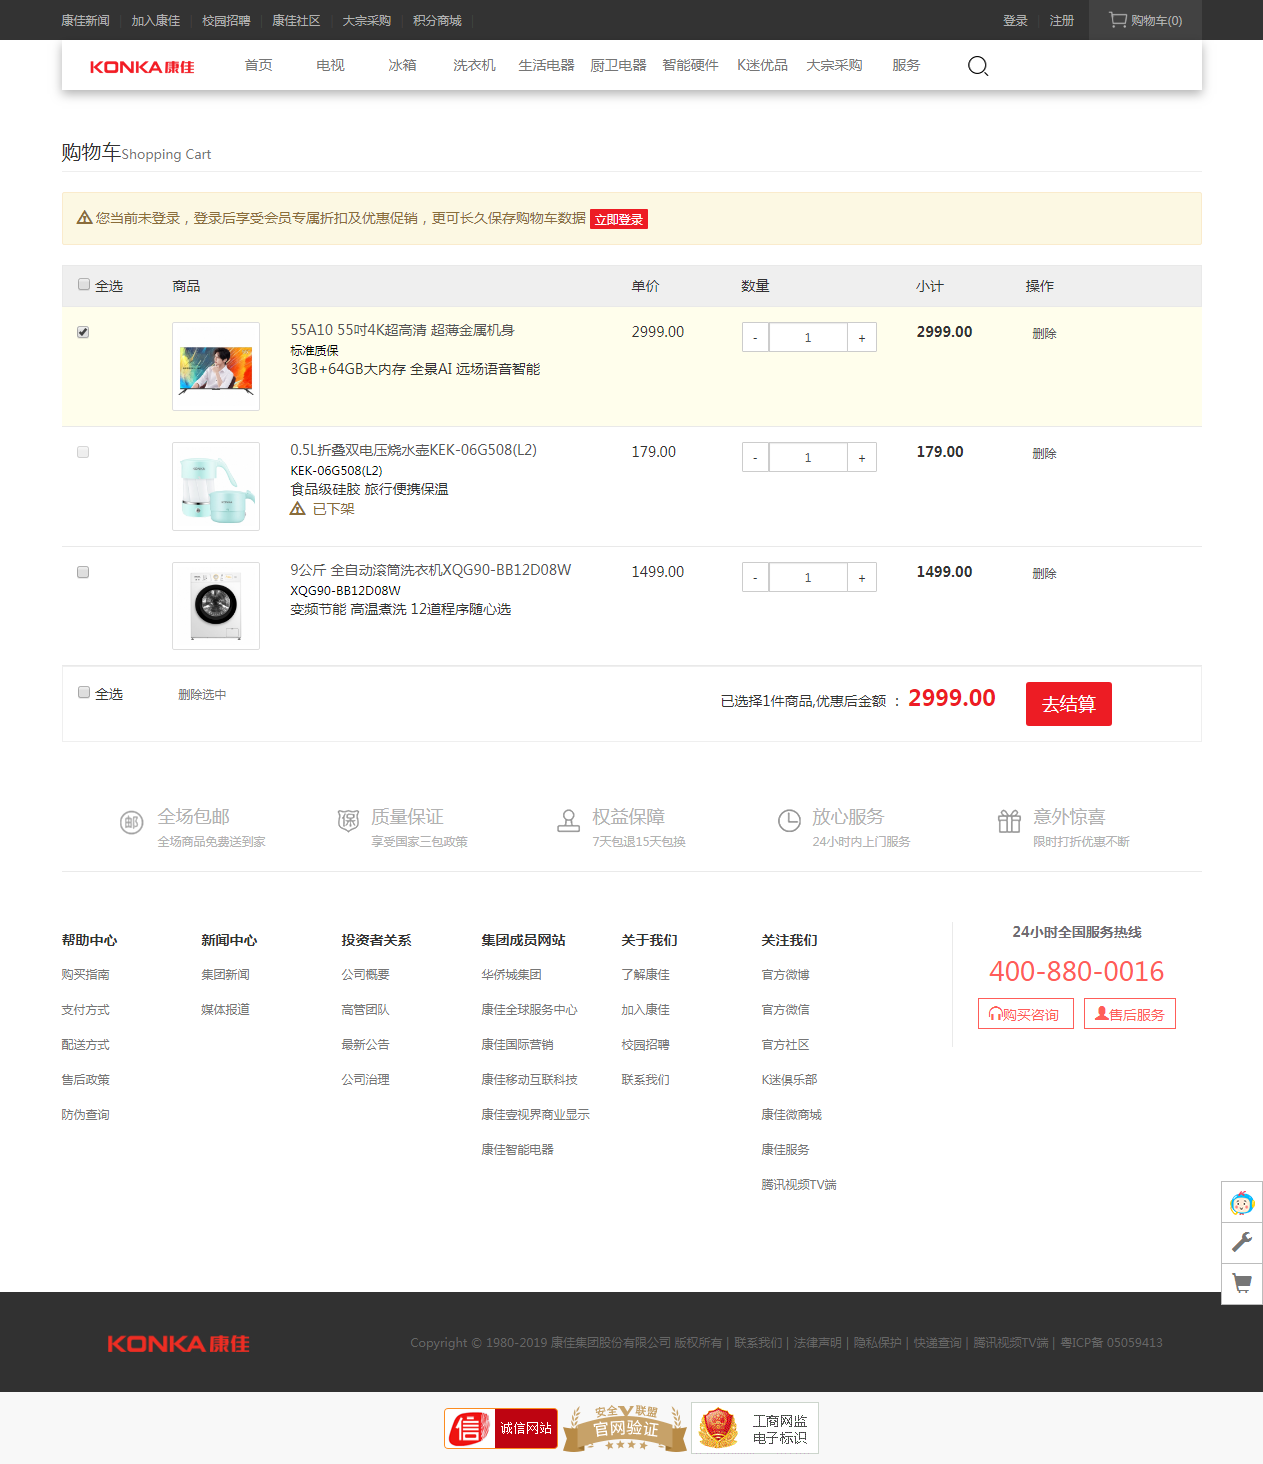 康佳新闻 加入康佳 校园招聘 康佳社区 大宗采购 积分商城 登录 注册 购物车(0)
KONKA康佳 首页 电视 冰箱 洗衣机 生活电器 厨卫电器 智能硬件 K迷优品 大宗采购 服务
购物车Shopping Cart
您当前未登录，登录后享受会员专属折扣及优惠促销，更可长久保存购物车数据 立即登录
全选 商品 单价 数量 小计 操作
55A10 55吋4K超高清 超薄金属机身 2999.00 - 1 + 2999.00 删除
标准质保
3GB+64GB大内存 全景AI 远场语音智能
0.5L折叠双电压烧水壶KEK-06G508(L2) 179.00 - 1 + 179.00 删除
KEK-06G508(L2)
食品级硅胶 旅行便携保温
已下架
9公斤 全自动滚筒洗衣机XQG90-BB12D08W 1499.00 - 1 + 1499.00 删除
XQG90-BB12D08W
变频节能 高温煮洗 12道程序随心选
全选 删除选中 已选择1件商品,优惠后金额 ： 2999.00 去结算
邮 全场包邮 保 质量保证 权益保障 放心服务 意外惊喜
全场商品免费送到家 享受国家三包政策 7天包退15天包换 24小时内上门服务 限时打折优惠不断
帮助中心 新闻中心 投资者关系 集团成员网站 关于我们 关注我们 24小时全国服务热线
购买指南 集团新闻 公司概要 华侨城集团 了解康佳 官方微博 400-880-0016
支付方式 媒体报道 高管团队 康佳全球服务中心 加入康佳 官方微信 购买咨询 售后服务
配送方式 最新公告 康佳国际营销 校园招聘 官方社区
售后政策 公司治理 康佳移动互联科技 联系我们 K迷俱乐部
防伪查询 康佳壹视界商业显示 康佳微商城
康佳智能电器 康佳服务
腾讯视频TV端
KONKA康佳 Copyright © 1980-2019 康佳集团股份有限公司 版权所有 | 联系我们 | 法律声明 | 隐私保护 | 快递查询 | 腾讯视频TV端 | 粤ICP备 05059413
信 诚信网站 安全V联盟 官网验证 工商网监
电子标识